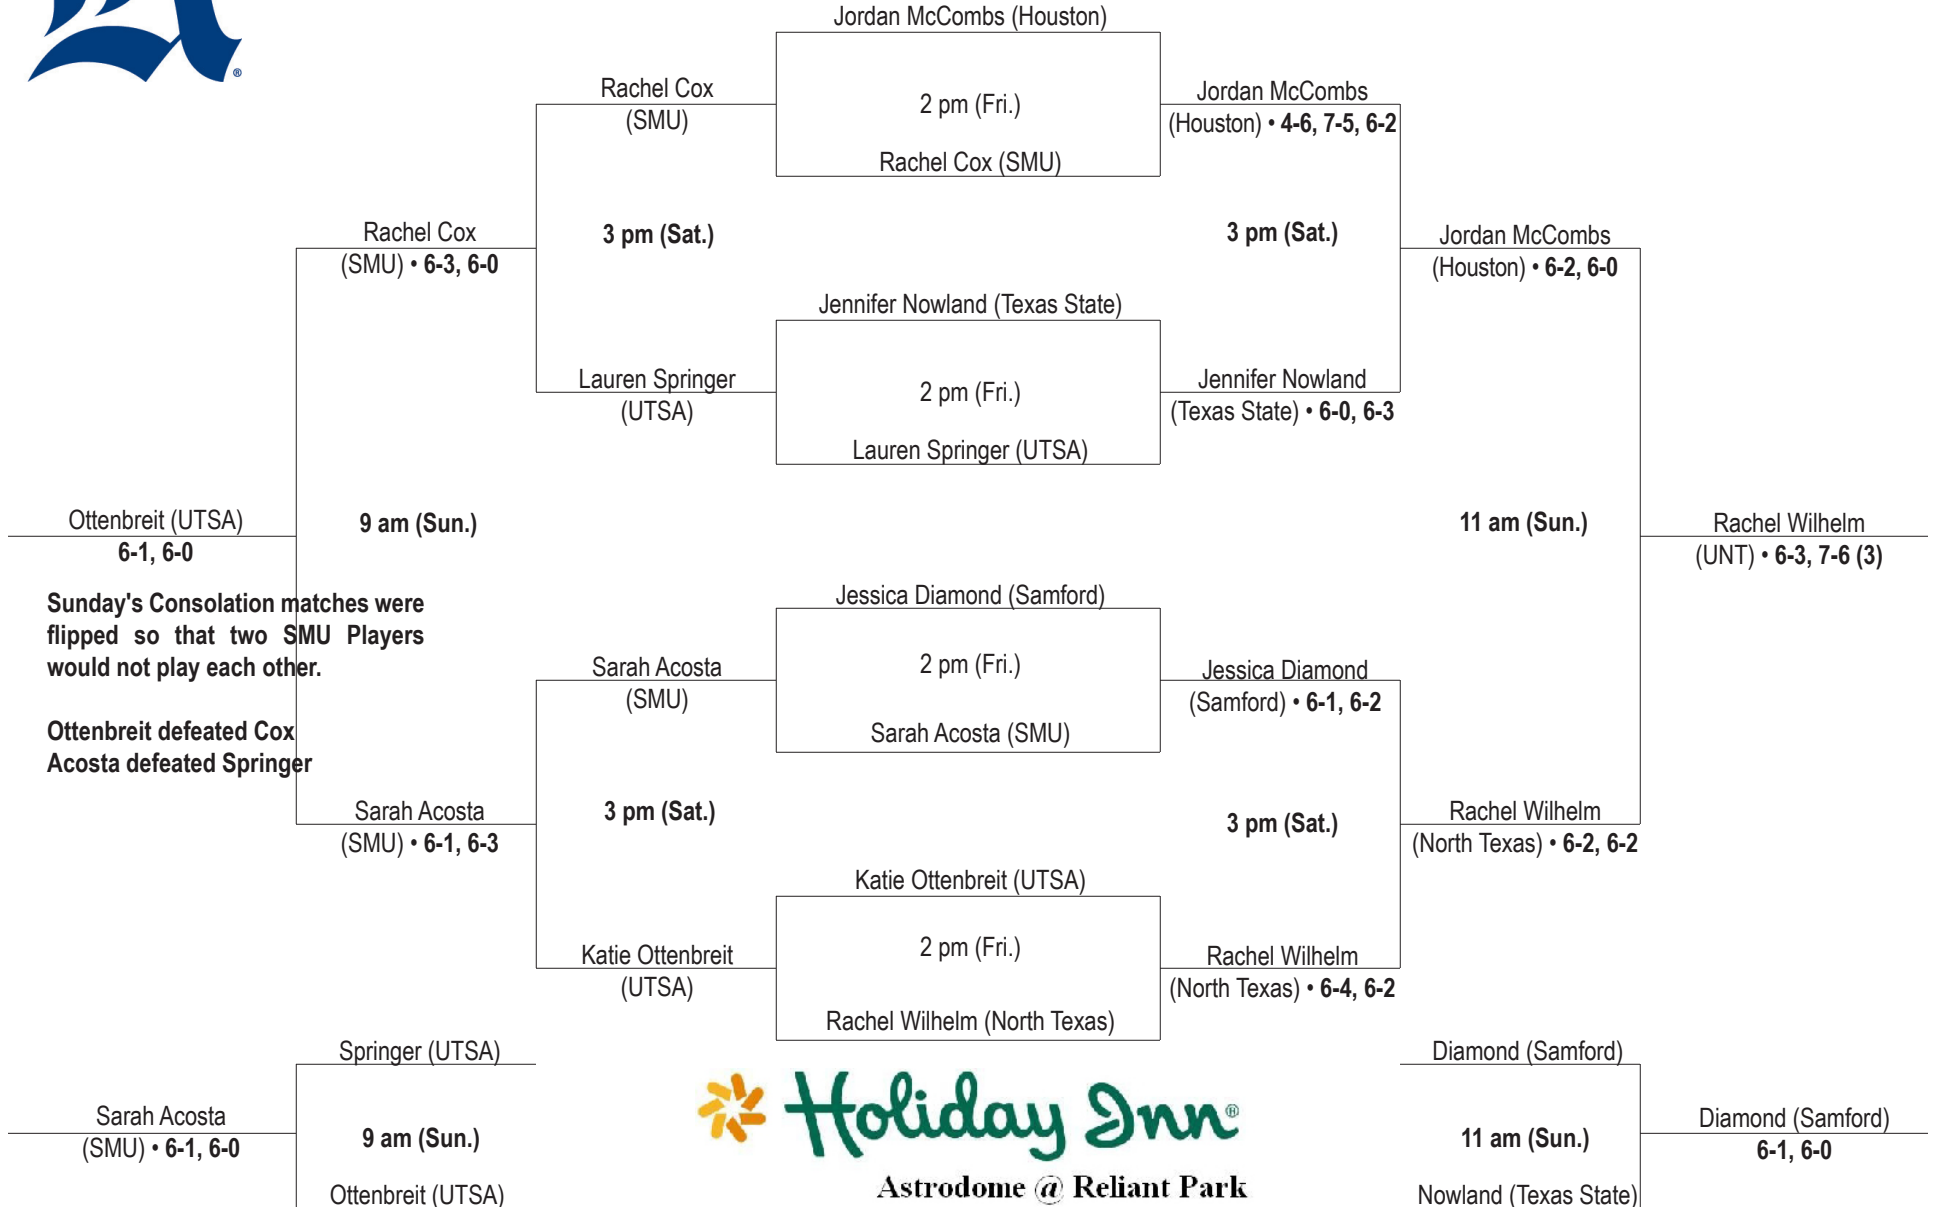 Jordan McCombs (Houston)
Rachel Cox
(SMU)
2 pm (Fri.)
Jordan McCombs
(Houston) • 4-6, 7-5, 6-2
Rachel Cox (SMU)
Rachel Cox
(SMU) • 6-3, 6-0
3 pm (Sat.)
3 pm (Sat.)
Jordan McCombs
(Houston) • 6-2, 6-0
Jennifer Nowland (Texas State)
Lauren Springer
(UTSA)
2 pm (Fri.)
Jennifer Nowland
(Texas State) • 6-0, 6-3
Lauren Springer (UTSA)
Ottenbreit (UTSA)
6-1, 6-0
9 am (Sun.)
11 am (Sun.)
Rachel Wilhelm
(UNT) • 6-3, 7-6 (3)
Sunday's Consolation matches were
flipped so that two SMU Players
would not play each other.
Ottenbreit defeated Cox
Acosta defeated Springer
Jessica Diamond (Samford)
Sarah Acosta
(SMU)
2 pm (Fri.)
Jessica Diamond
(Samford) • 6-1, 6-2
Sarah Acosta (SMU)
Sarah Acosta
(SMU) • 6-1, 6-3
3 pm (Sat.)
3 pm (Sat.)
Rachel Wilhelm
(North Texas) • 6-2, 6-2
Katie Ottenbreit (UTSA)
Katie Ottenbreit
(UTSA)
2 pm (Fri.)
Rachel Wilhelm
(North Texas) • 6-4, 6-2
Rachel Wilhelm (North Texas)
Springer (UTSA)
Sarah Acosta
(SMU) • 6-1, 6-0
9 am (Sun.)
Ottenbreit (UTSA)
Holiday Inn®
Astrodome @ Reliant Park
Diamond (Samford)
11 am (Sun.)
Diamond (Samford)
6-1, 6-0
Nowland (Texas State)